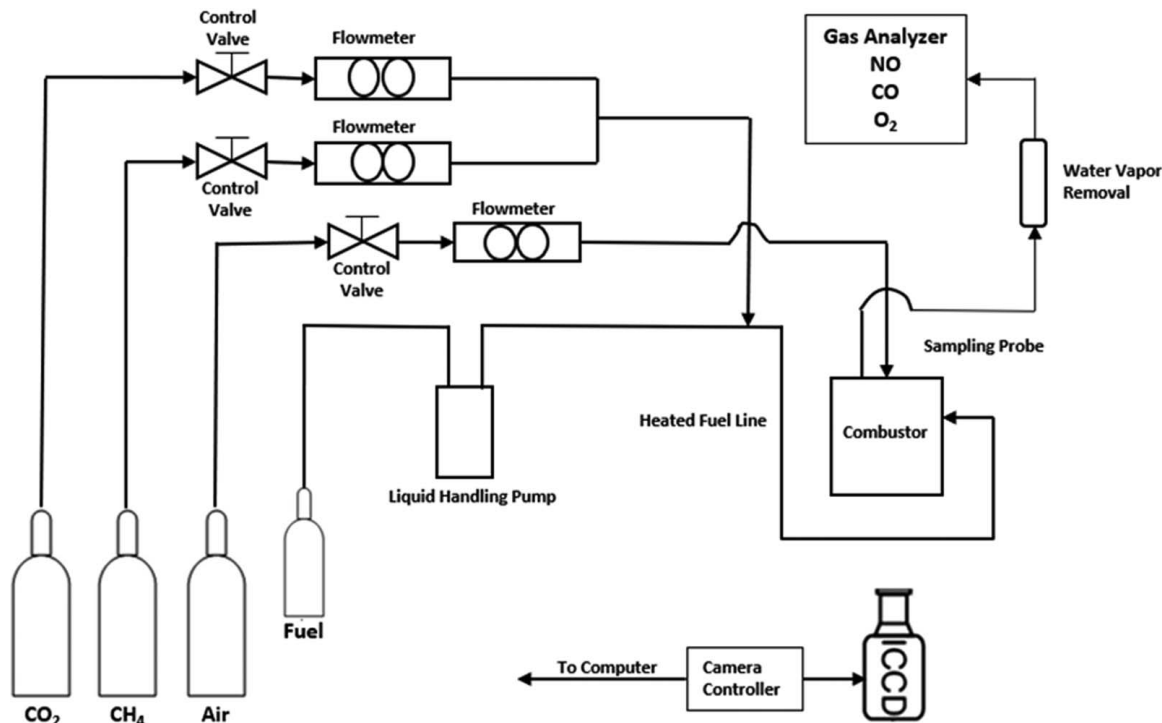 Control
Valve
Flowmeter
Gas Analyzer
NO
CO
O₂
Flowmeter
Control
Valve
Water Vapor
Removal
Flowmeter
Control
Valve
Sampling Probe
Heated Fuel Line
Combustor
Liquid Handling Pump
Fuel
To Computer
Camera
Controller
ICCD
CO₂
CH₄
Air